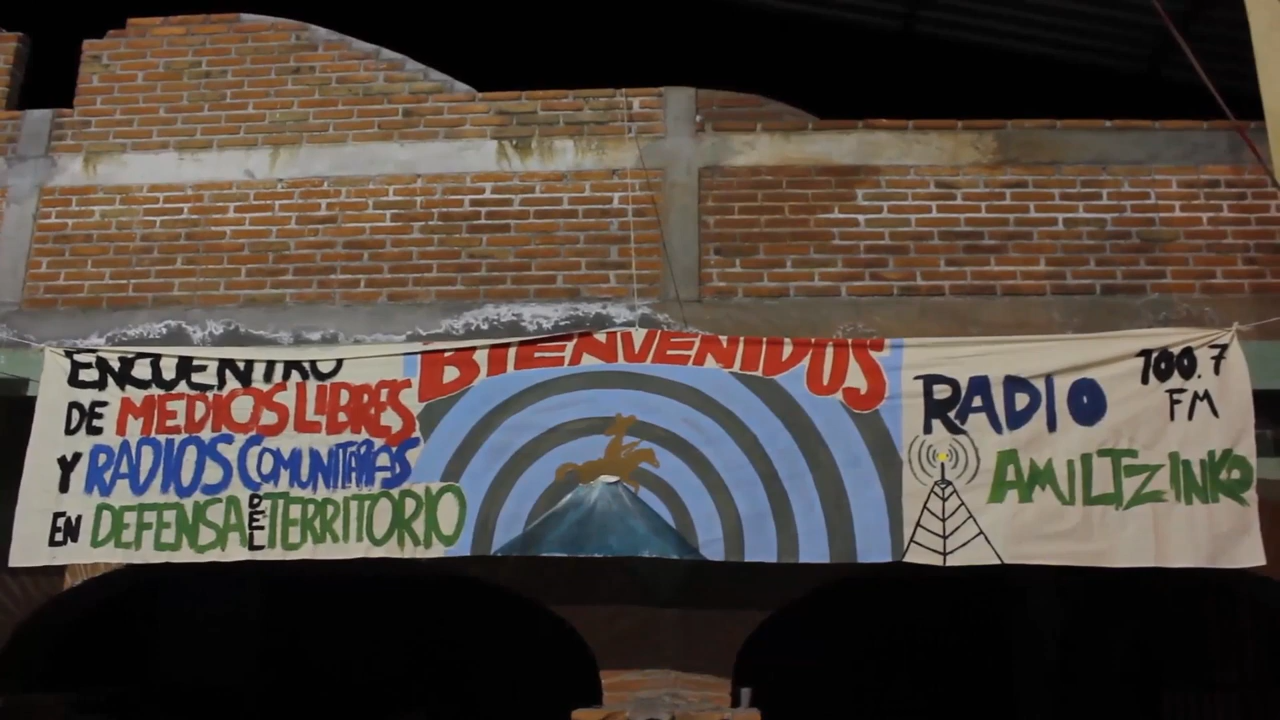 ENCUENTRO
DE MEDIOS LIBRES
Y RADIOS COMUNITARIAS
EN DEFENSA DEL TERRITORIO
BIENVENIDOS
RADIO
100.7
FM
AMILTZINKO